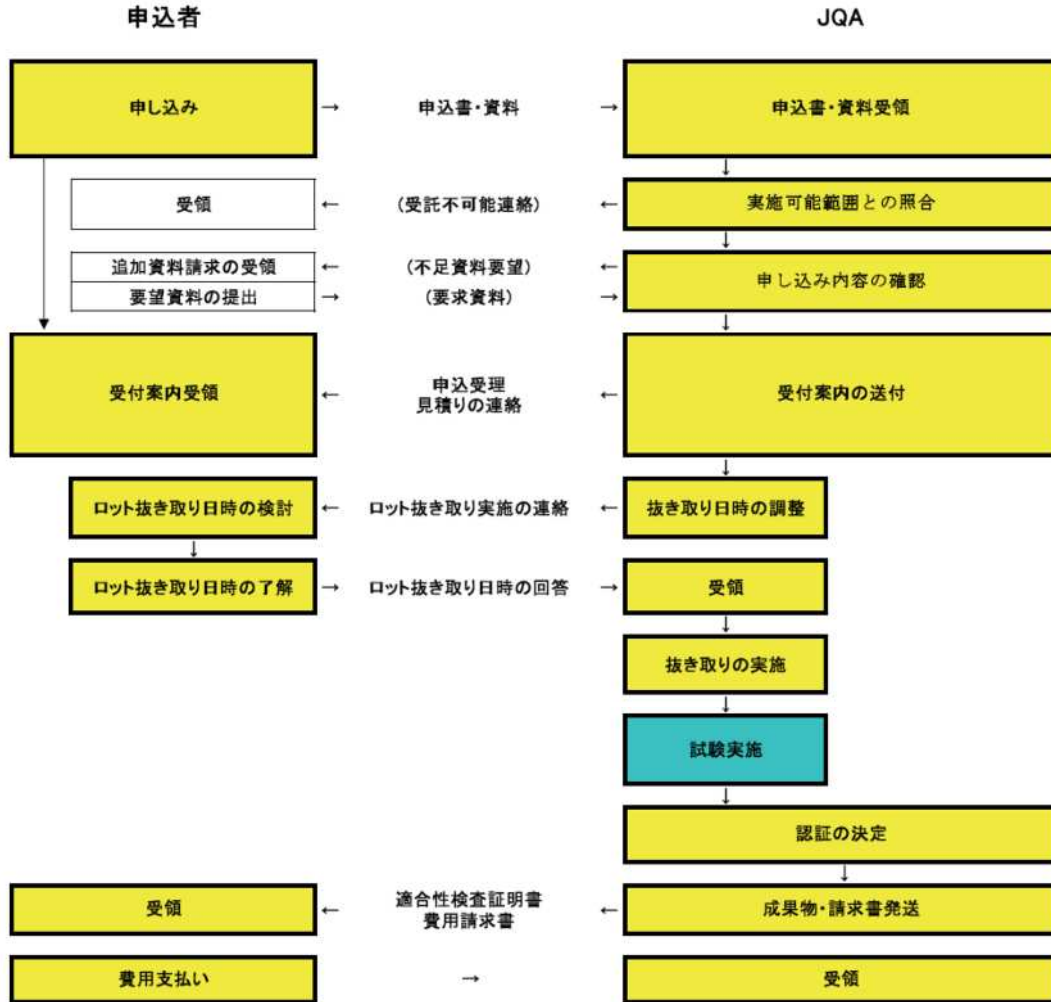 申込者
JQA
申し込み
→
申込書・資料
→
申込書・資料受領
↓
受領
←
(受託不可能連絡)
←
実施可能範囲との照合
↓
追加資料請求の受領
←
(不足資料要望)
←
申し込み内容の確認
要望資料の提出
→
(要求資料)
→
↓
受付案内受領
←
申込受理
見積りの連絡
←
受付案内の送付
↓
ロット抜き取り日時の検討
←
ロット抜き取り実施の連絡
←
抜き取り日時の調整
↓
ロット抜き取り日時の了解
→
ロット抜き取り日時の回答
→
受領
↓
抜き取りの実施
↓
試験実施
↓
認証の決定
↓
受領
←
適合性検査証明書
費用請求書
←
成果物・請求書発送
費用支払い
→
受領